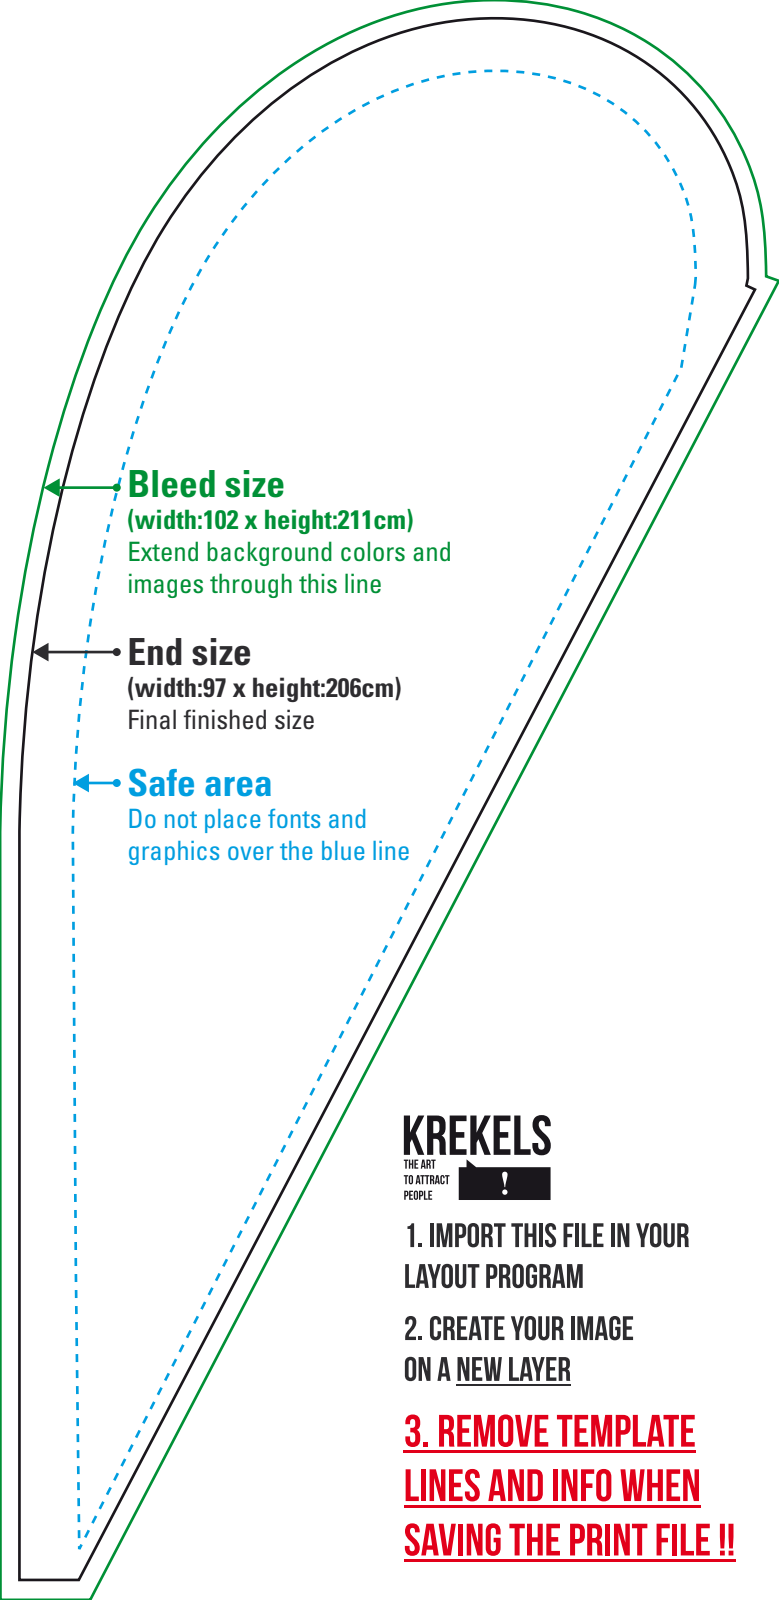 Bleed size
(width:102 x height:211cm)
Extend background colors and
images through this line
End size
(width:97 x height:206cm)
Final finished size
Safe area
Do not place fonts and
graphics over the blue line
KREKELS
THE ART
TO ATTRACT
PEOPLE
!
1. IMPORT THIS FILE IN YOUR
LAYOUT PROGRAM
2. CREATE YOUR IMAGE
ON A NEW LAYER
3. REMOVE TEMPLATE
LINES AND INFO WHEN
SAVING THE PRINT FILE !!